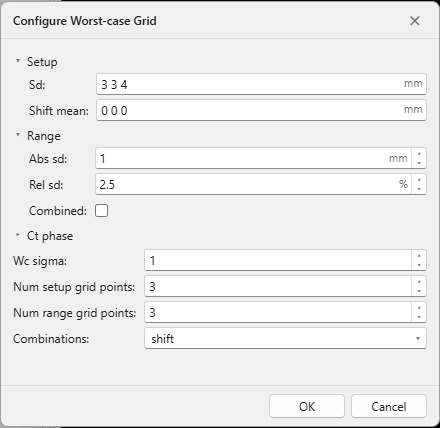 Configure Worst-case Grid
Setup
Sd: 3 3 4 mm
Shift mean: 0 0 0 mm
Range
Abs sd: 1 mm
Rel sd: 2.5 %
Combined:
Ct phase
Wc sigma: 1
Num setup grid points: 3
Num range grid points: 3
Combinations: shift
OK Cancel